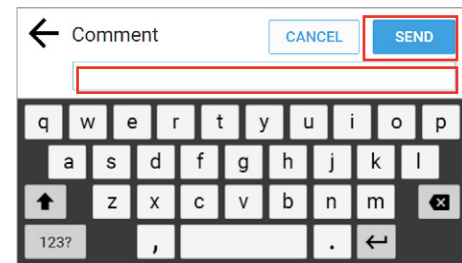 Comment CANCEL SEND
q w e r t y u i o p
a s d f g h j k l
z x c v b n m
123? , .